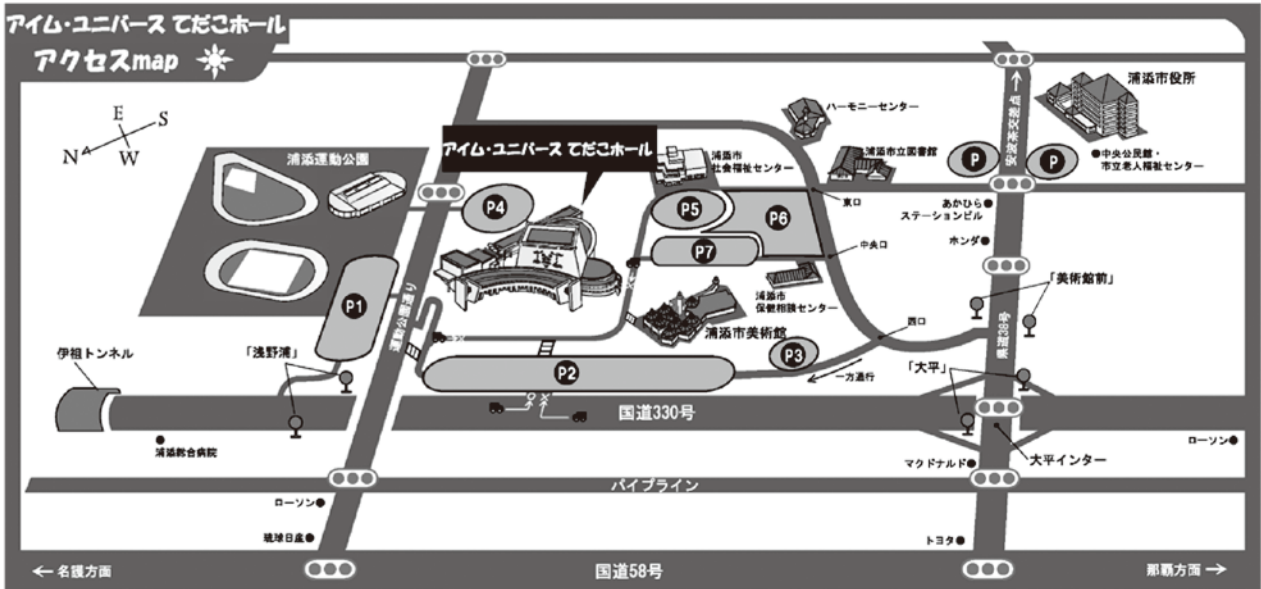 アイム・ユニバース てだこホール
アクセスmap
E
S
N
W
浦添運動公園
アイム・ユニバース てだこホール
浦添市
社会福祉センター
ハーモニーセンター
浦添市立図書館
安波茶交差点
浦添市役所
P
P
中央公民館・
市立老人福祉センター
P4
P5
P6
P7
東口
中央口
あかひら
ステーションビル
ホンダ
P1
運動公園通り
浦添市
保健相談センター
浦添市美術館
「美術館前」
西口
県道38号
伊祖トンネル
「浅野浦」
P2
P3
一方通行
「大平」
国道330号
浦添総合病院
マクドナルド
大平インター
ローソン
パイプライン
ローソン
琉球日産
トヨタ
← 名護方面
国道58号
那覇方面 →